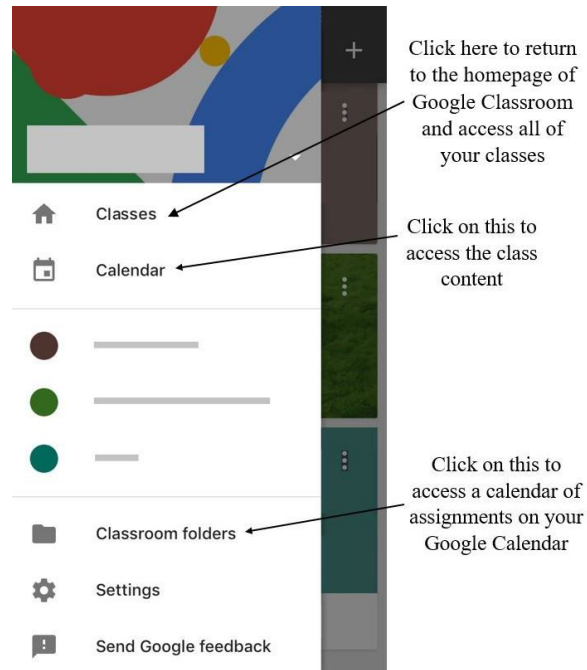 Click here to return
to the homepage of
Google Classroom
and access all of
your classes
Classes
Click on this to
access the class
content
Calendar
Click on this to
access a calendar of
assignments on your
Google Calendar
Classroom folders
Settings
Send Google feedback